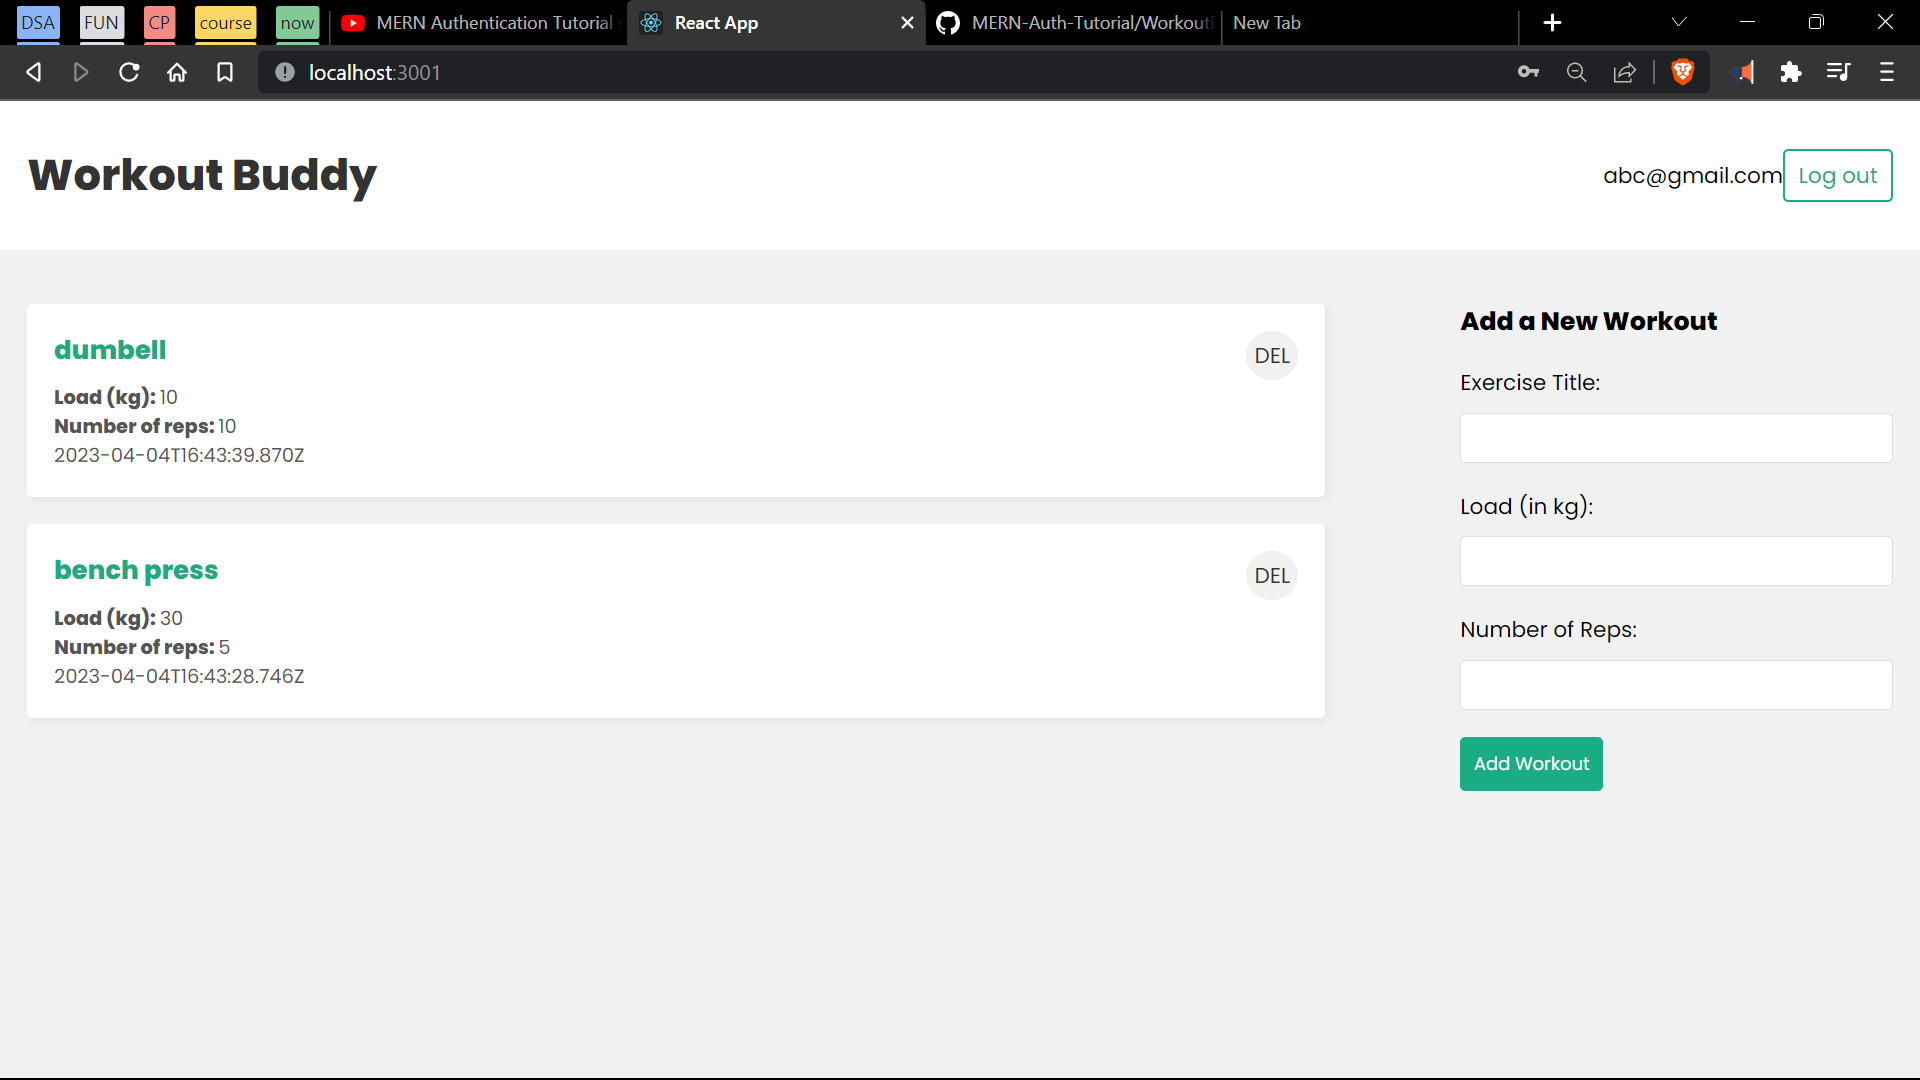 DSA FUN CP course now MERN Authentication Tutorial React App MERN-Auth-Tutorial/Workout New Tab
localhost:3001
Workout Buddy
abc@gmail.com Log out
dumbell
DEL
Load (kg): 10
Number of reps: 10
2023-04-04T16:43:39.870Z
bench press
DEL
Load (kg): 30
Number of reps: 5
2023-04-04T16:43:28.746Z
Add a New Workout
Exercise Title:
Load (in kg):
Number of Reps:
Add Workout